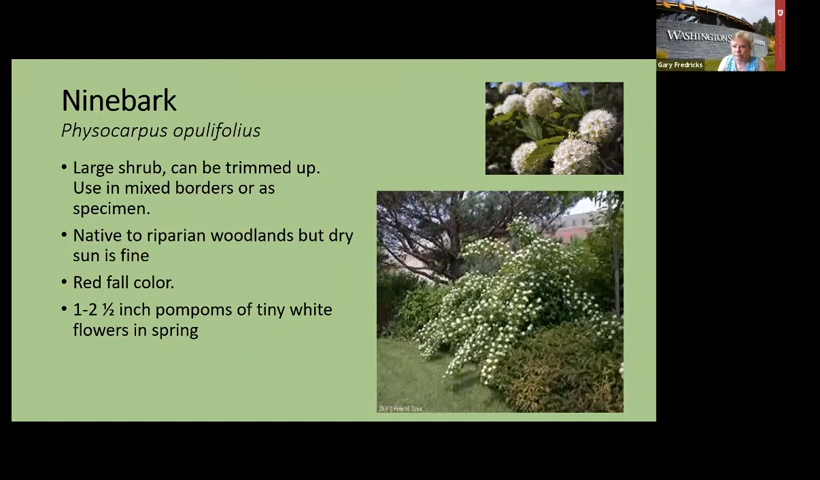 Ninebark
Physocarpus opulifolius
• Large shrub, can be trimmed up.
Use in mixed borders or as
specimen.
• Native to riparian woodlands but dry
sun is fine
• Red fall color.
• 1-2 ½ inch pompoms of tiny white
flowers in spring
WASHINGTON
Gary Fredricks